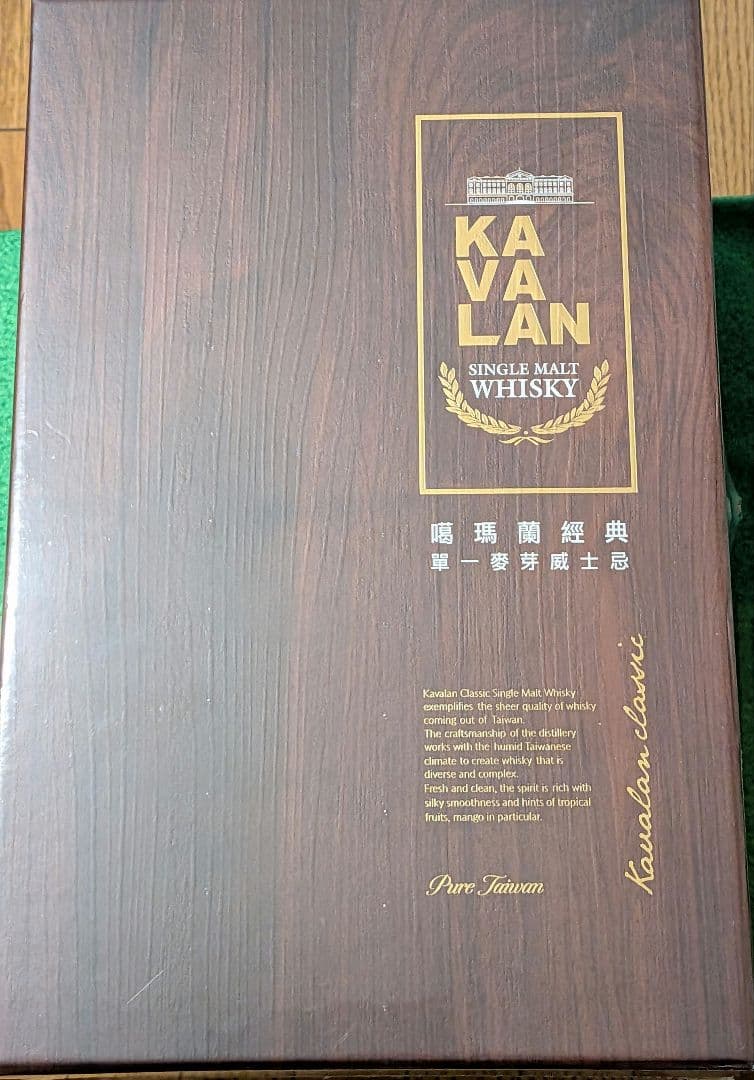 KA
VA
LAN
SINGLE MALT
WHISKY
噶瑪蘭經典
單一麥芽威士忌
Kavalan Classic Single Malt Whisky
exemplifies the sheer quality of whisky
coming out of Taiwan.
The craftsmanship of the distillery
works with the humid Taiwanese
climate to create whisky that is
diverse and complex.
Fresh and clean, the spirit is rich with
silky smoothness and hints of tropical
fruits, mango in particular.
Pure Taiwan
Kavalan classic